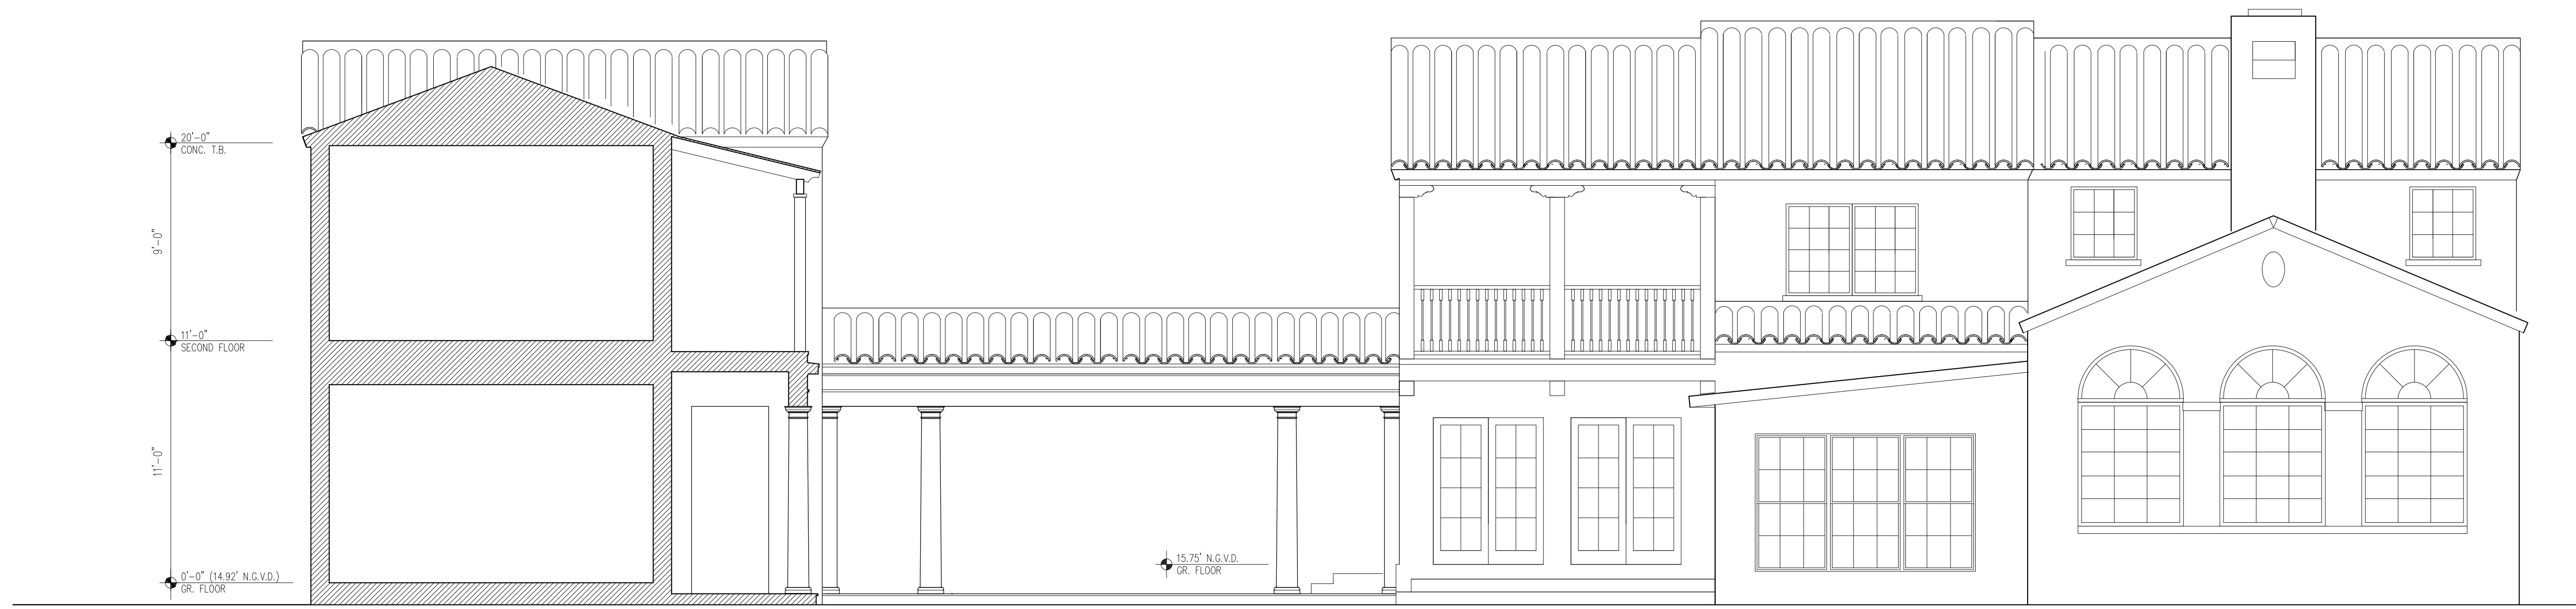 20'-0"
CONC. T.B.
9'-0"
11'-0"
SECOND FLOOR
11'-0"
15.75' N.G.V.D.
GR. FLOOR
0'-0" (14.92' N.G.V.D.)
GR. FLOOR